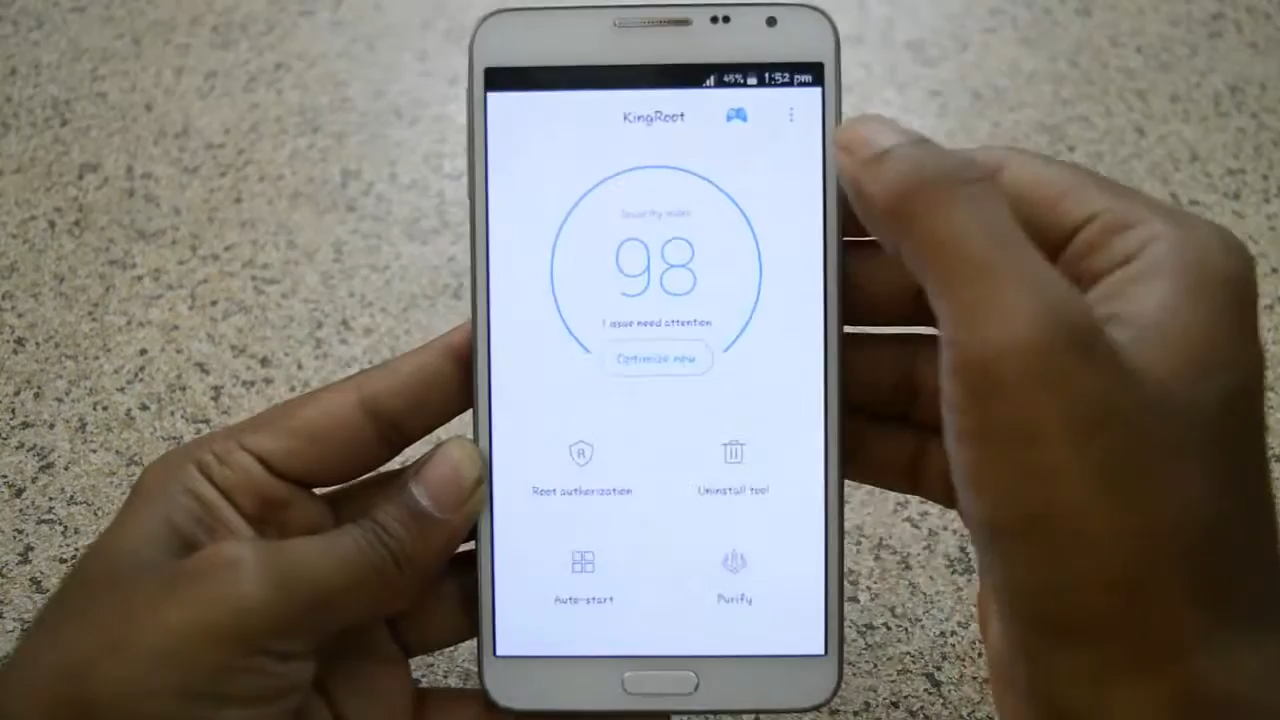 45% 1:52 pm
KingRoot
98
1 issue need attention
Optimize now
R
Root authorization
Uninstall tool
Auto-start
Purify